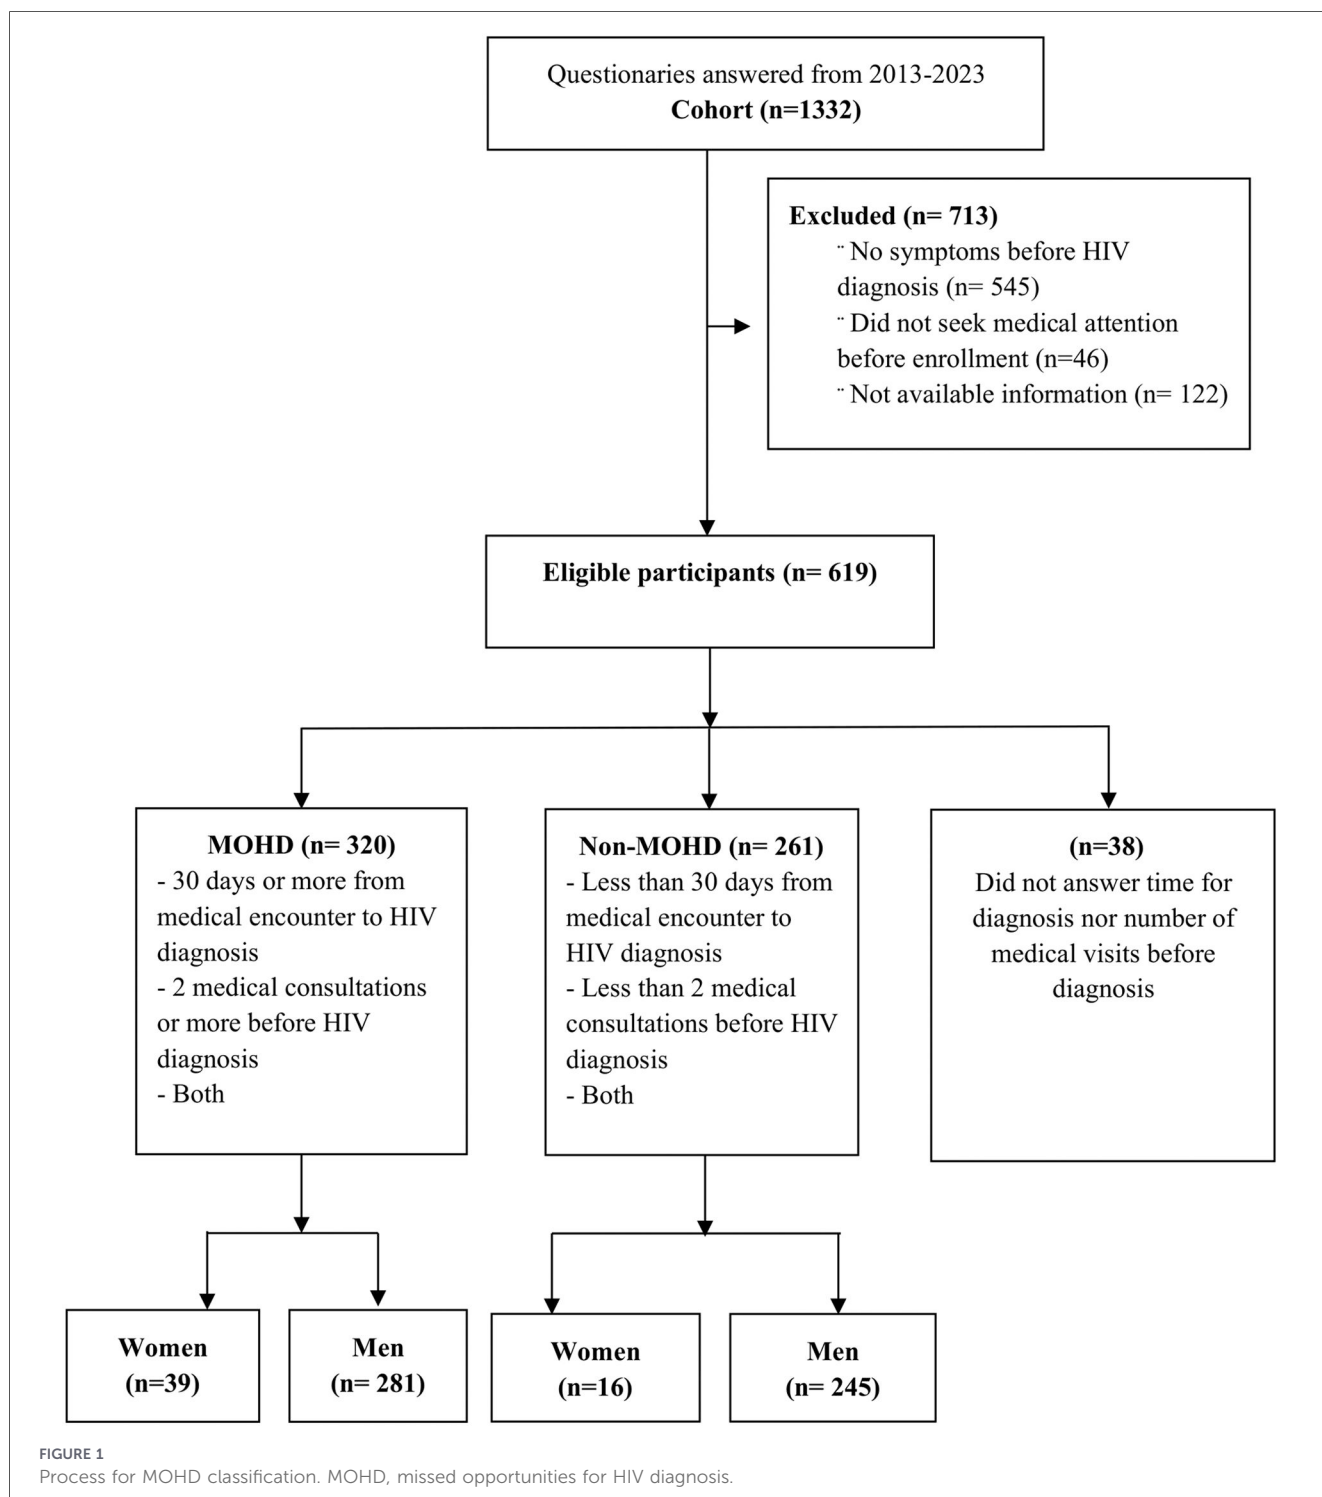 Questionaries answered from 2013-2023
Cohort (n=1332)
Excluded (n= 713)
¨ No symptoms before HIV
diagnosis (n= 545)
¨ Did not seek medical attention
before enrollment (n=46)
¨ Not available information (n= 122)
Eligible participants (n= 619)
MOHD (n= 320)
- 30 days or more from
medical encounter to HIV
diagnosis
- 2 medical consultations
or more before HIV
diagnosis
- Both
Non-MOHD (n= 261)
- Less than 30 days from
medical encounter to
HIV diagnosis
- Less than 2 medical
consultations before HIV
diagnosis
- Both
(n=38)
Did not answer time for
diagnosis nor number of
medical visits before
diagnosis
Women
(n=39)
Men
(n= 281)
Women
(n=16)
Men
(n= 245)
FIGURE 1
Process for MOHD classification. MOHD, missed opportunities for HIV diagnosis.